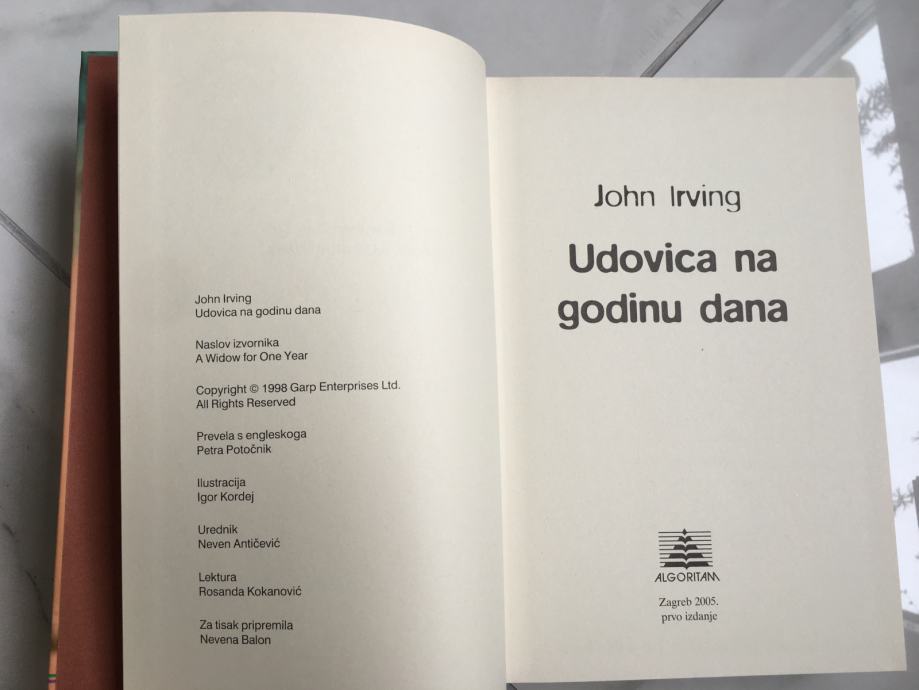 John Irving
Udovica na godinu dana
Naslov izvornika
A Widow for One Year
Copyright © 1998 Garp Enterprises Ltd.
All Rights Reserved
Prevela s engleskoga
Petra Potočnik
Ilustracija
Igor Kordej
Urednik
Neven Antičević
Lektura
Rosanda Kokanović
Za tisak pripremila
Nevena Balon
John Irving
Udovica na
godinu dana
ALGORITAM
Zagreb 2005.
prvo izdanje